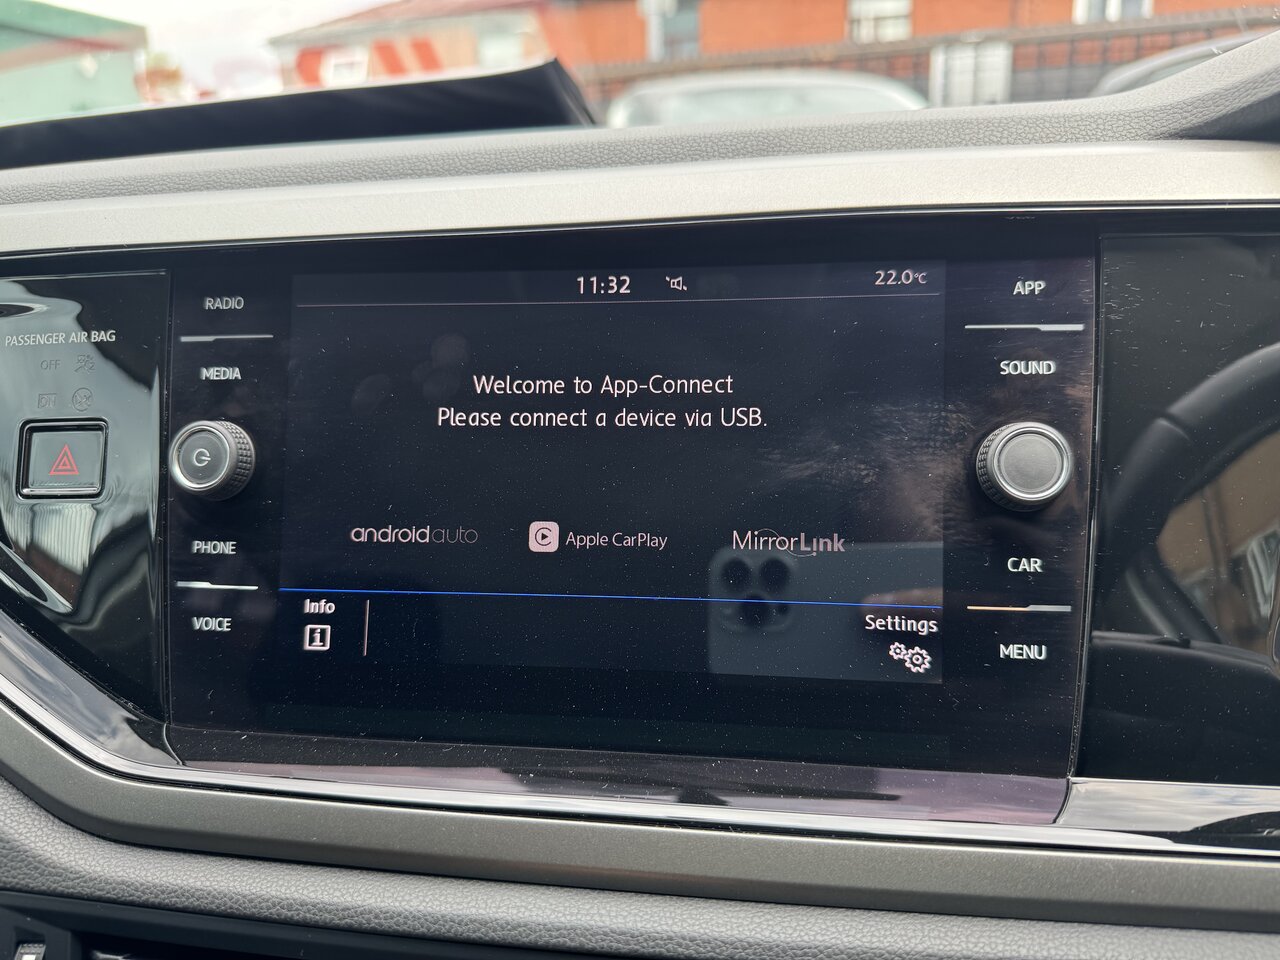 11:32
22.0°C
RADIO
MEDIA
PHONE
VOICE
PASSENGER AIR BAG
OFF
ON
Welcome to App-Connect
Please connect a device via USB.
androidauto
Apple CarPlay
MirrorLink
Info
i
Settings
APP
SOUND
CAR
MENU